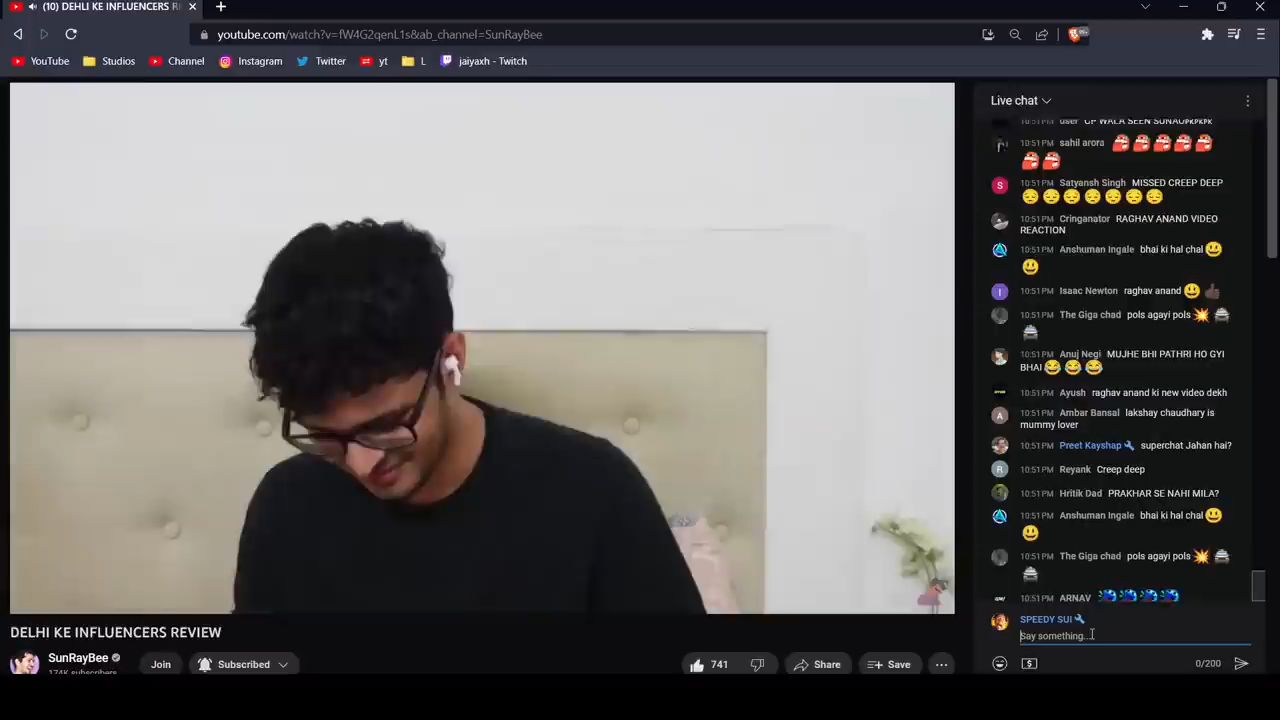 (10) DEHLI KE INFLUENCERS R
youtube.com/watch?v=fW4G2qenL1s&ab_channel=SunRayBee
YouTube Studios Channel Instagram Twitter yt L jaiyaxh - Twitch
Live chat
sahil arora
10:51 PM Satyansh Singh MISSED CREEP DEEP
10:51 PM Cringanator RAGHAV ANAND VIDEO
REACTION
10:51 PM Anshuman Ingale bhai ki hal chal 😃
😃
10:51 PM Isaac Newton raghav anand 😃 👍🏿
10:51 PM The Giga chad pols agayi pols 💥 🚔
🚔
10:51 PM Anuj Negi MUJHE BHI PATHRI HO GYI
BHAI 😂 😂 😂
10:51 PM Ayush raghav anand ki new video dekh
10:51 PM Ambar Bansal lakshay chaudhary is
mummy lover
10:51 PM Preet Kayshap superchat Jahan hai?
10:51 PM Reyank Creep deep
10:51 PM Hritik Dad PRAKHAR SE NAHI MILA?
10:51 PM Anshuman Ingale bhai ki hal chal 😃
😃
10:51 PM The Giga chad pols agayi pols 💥 🚔
🚔
10:51 PM ARNAV
SPEEDY SUI
Say something...
0/200
DELHI KE INFLUENCERS REVIEW
SunRayBee
Join Subscribed 741 Share Save